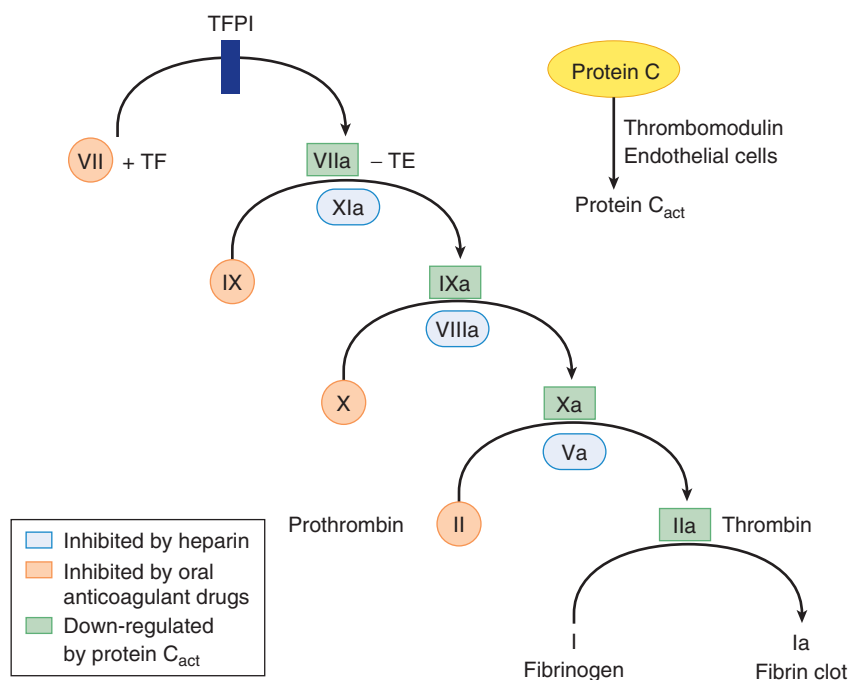 TFPI
Protein C
VII + TF
VIIa – TE
Thrombomodulin
Endothelial cells
XIa
Protein Cact
IX
IXa
VIIIa
X
Xa
Va
Prothrombin II
IIa Thrombin
I
Fibrinogen
Ia
Fibrin clot
Inhibited by heparin
Inhibited by oral
anticoagulant drugs
Down-regulated
by protein Cact